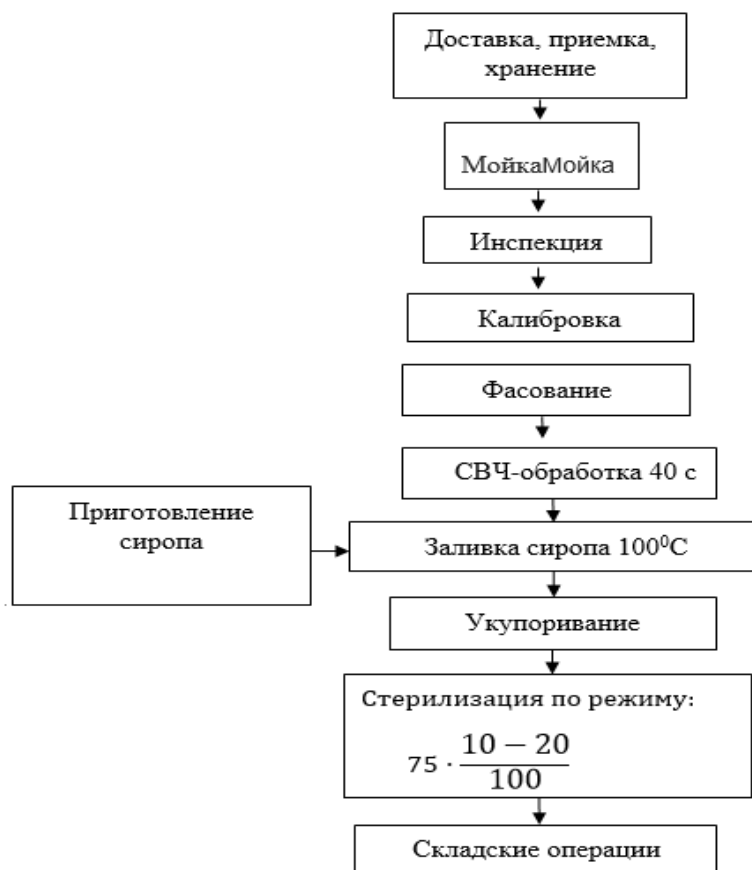 Доставка, приемка,
хранение
МойкаМойка
Инспекция
Калибровка
Фасование
СВЧ-обработка 40 с
Приготовление
сиропа
Заливка сиропа 100⁰С
Укупоривание
Стерилизация по режиму:
75 · (10 − 20)/100
Складские операции